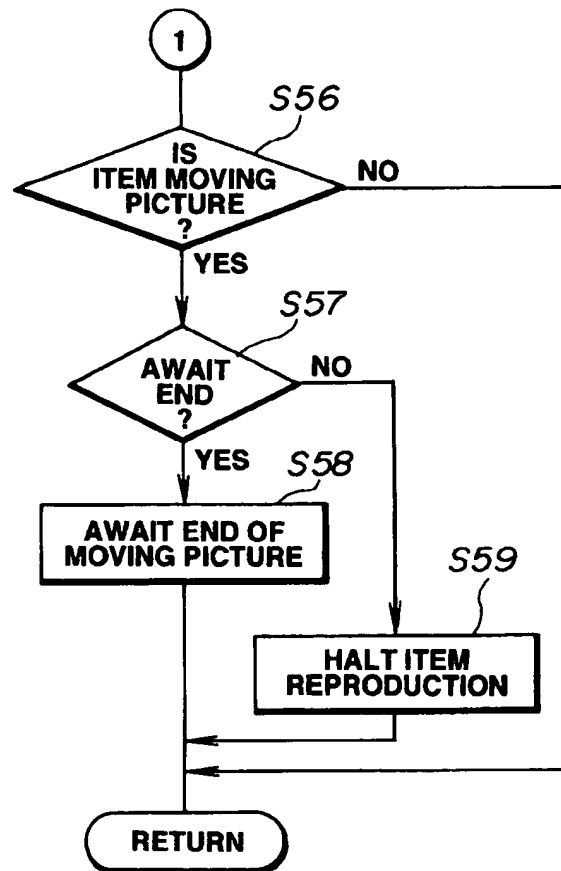 1
S56
IS
ITEM MOVING
PICTURE
?
NO
YES
S57
AWAIT
END
?
NO
YES
S58
AWAIT END OF
MOVING PICTURE
S59
HALT ITEM
REPRODUCTION
RETURN